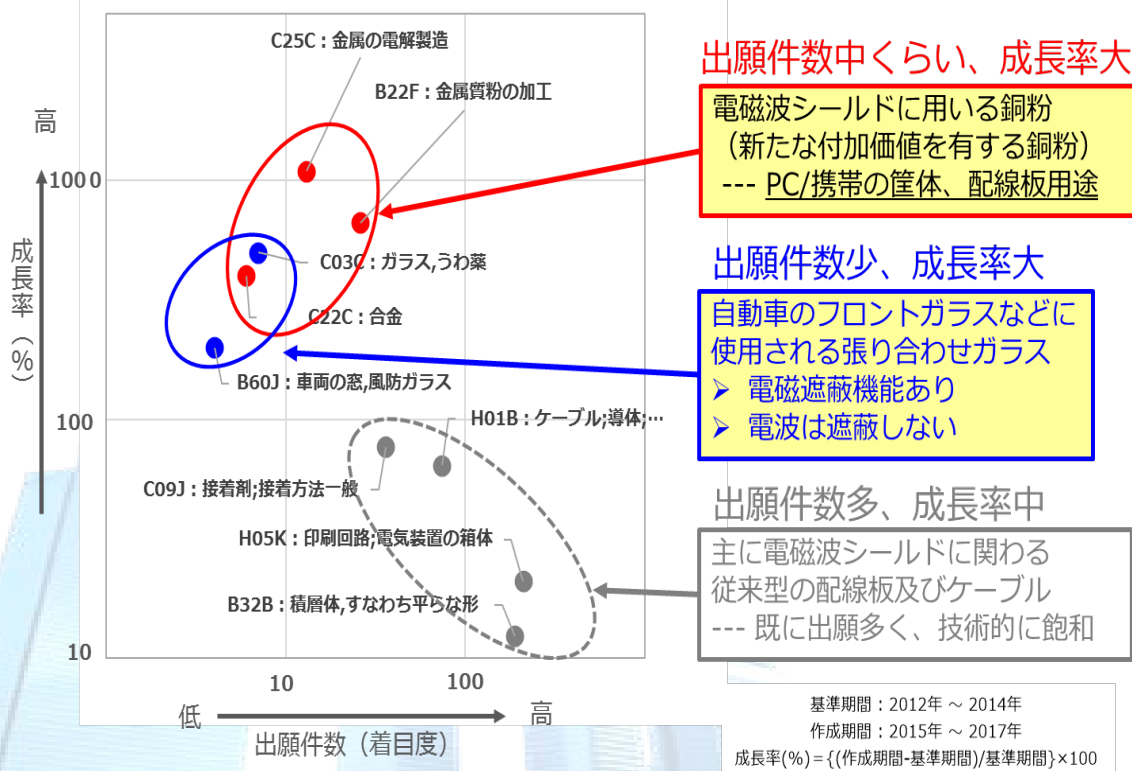 C25C：金属の電解製造
B22F：金属質粉の加工
高
1000
成長率（%）
C03C：ガラス,うわ薬
C22C：合金
B60J：車両の窓,風防ガラス
100
H01B：ケーブル;導体;…
C09J：接着剤;接着方法一般
H05K：印刷回路;電気装置の箱体
B32B：積層体,すなわち平らな形
10
10
100
低
高
出願件数（着目度）
出願件数中くらい、成長率大
電磁波シールドに用いる銅粉
（新たな付加価値を有する銅粉）
--- PC/携帯の筐体、配線板用途
出願件数少、成長率大
自動車のフロントガラスなどに
使用される張り合わせガラス
➢ 電磁遮蔽機能あり
➢ 電波は遮蔽しない
出願件数多、成長率中
主に電磁波シールドに関わる
従来型の配線板及びケーブル
--- 既に出願多く、技術的に飽和
基準期間：2012年 ～ 2014年
作成期間：2015年 ～ 2017年
成長率(%)={(作成期間-基準期間)/基準期間}×100